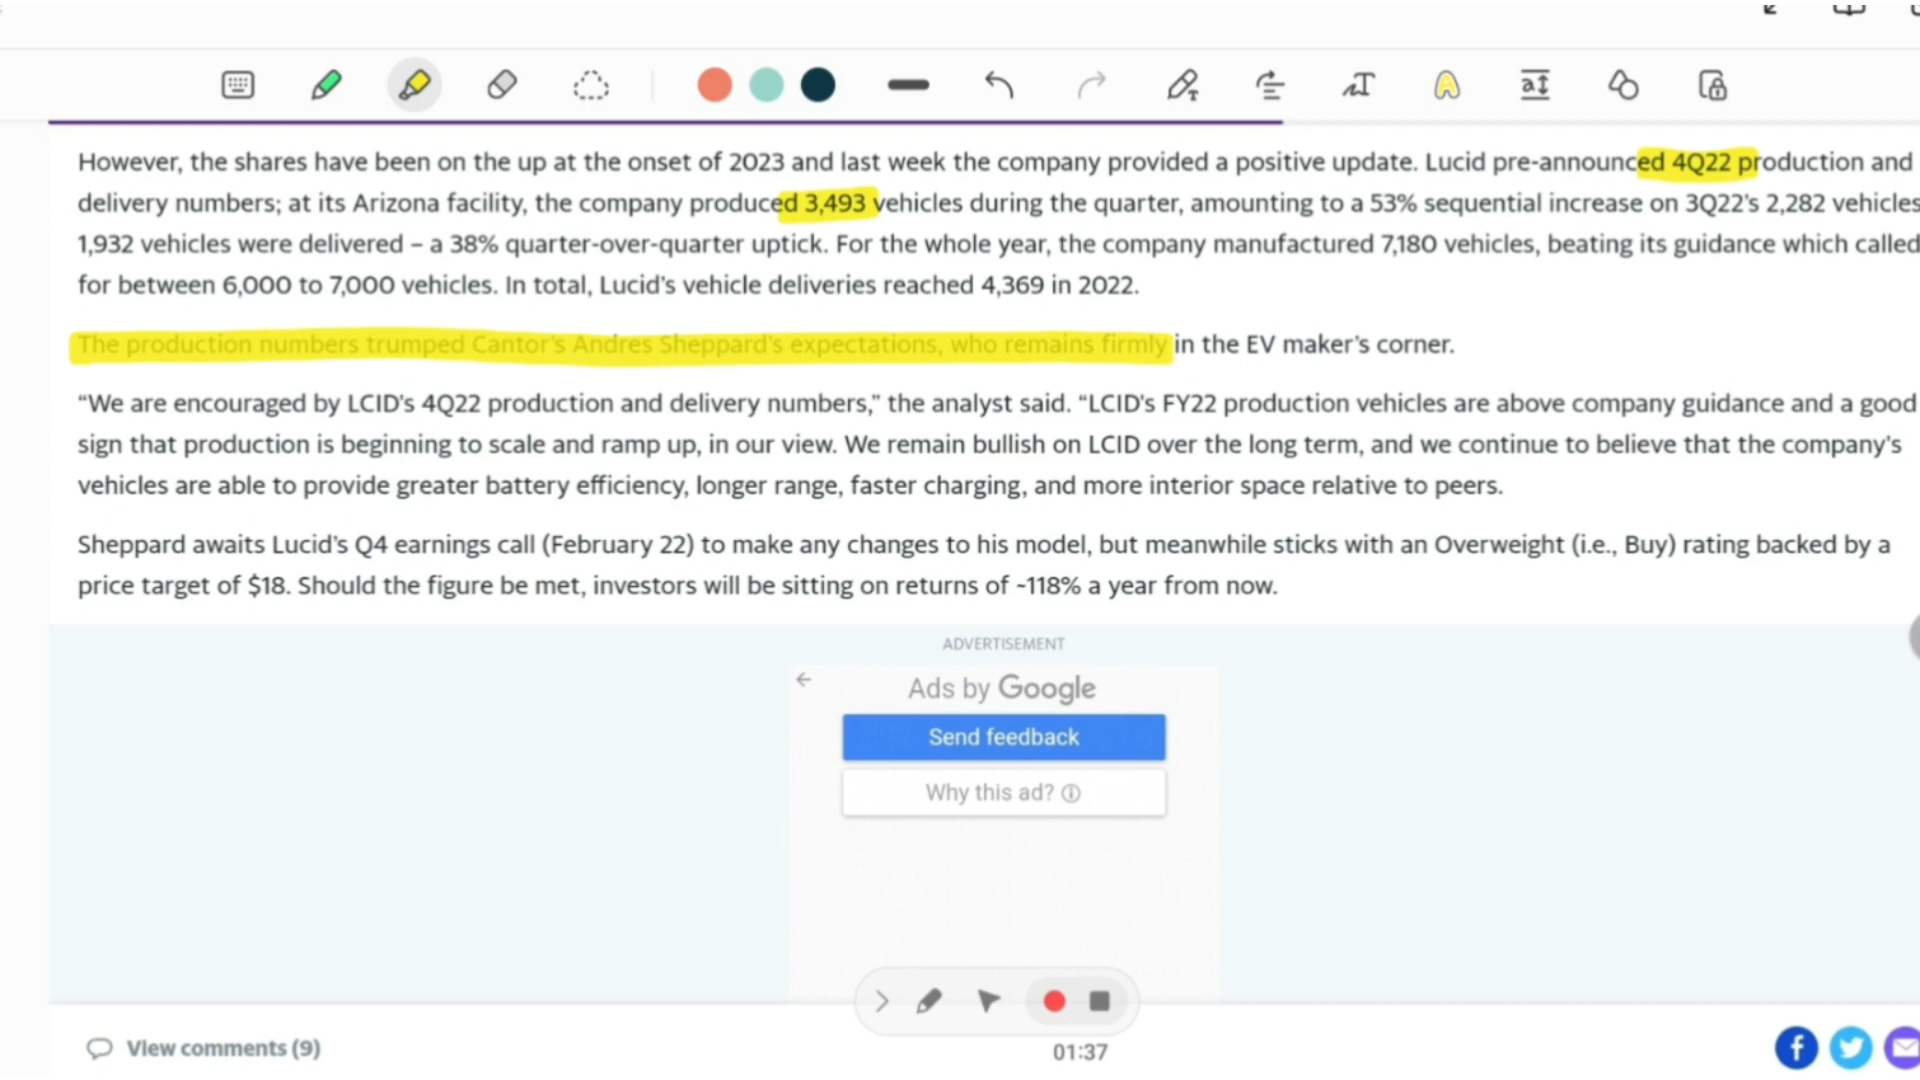 However, the shares have been on the up at the onset of 2023 and last week the company provided a positive update. Lucid pre-announced 4Q22 production and
delivery numbers; at its Arizona facility, the company produced 3,493 vehicles during the quarter, amounting to a 53% sequential increase on 3Q22's 2,282 vehicles
1,932 vehicles were delivered – a 38% quarter-over-quarter uptick. For the whole year, the company manufactured 7,180 vehicles, beating its guidance which called
for between 6,000 to 7,000 vehicles. In total, Lucid's vehicle deliveries reached 4,369 in 2022.
The production numbers trumped Cantor's Andres Sheppard's expectations, who remains firmly in the EV maker's corner.
“We are encouraged by LCID's 4Q22 production and delivery numbers,” the analyst said. “LCID's FY22 production vehicles are above company guidance and a good
sign that production is beginning to scale and ramp up, in our view. We remain bullish on LCID over the long term, and we continue to believe that the company's
vehicles are able to provide greater battery efficiency, longer range, faster charging, and more interior space relative to peers.
Sheppard awaits Lucid's Q4 earnings call (February 22) to make any changes to his model, but meanwhile sticks with an Overweight (i.e., Buy) rating backed by a
price target of $18. Should the figure be met, investors will be sitting on returns of ~118% a year from now.
ADVERTISEMENT
Ads by Google
Send feedback
Why this ad?
View comments (9)
01:37